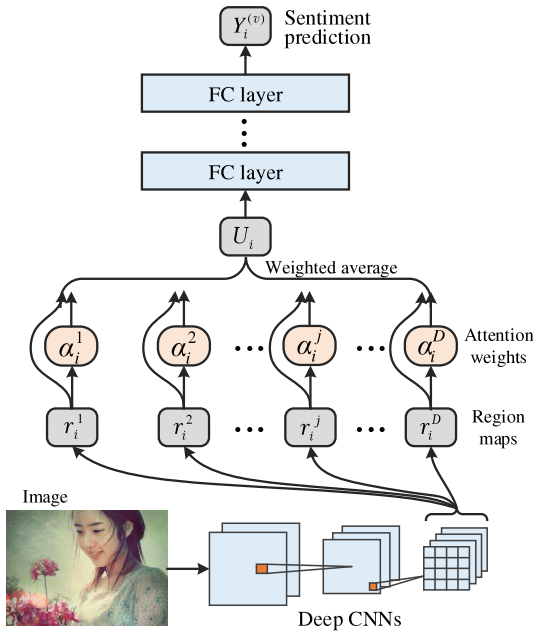 Y_i^{(v)} Sentiment
prediction
FC layer
FC layer
U_i
Weighted average
α_i^1 α_i^2 ... α_i^j ... α_i^D Attention
weights
r_i^1 r_i^2 ... r_i^j ... r_i^D Region
maps
Image
Deep CNNs